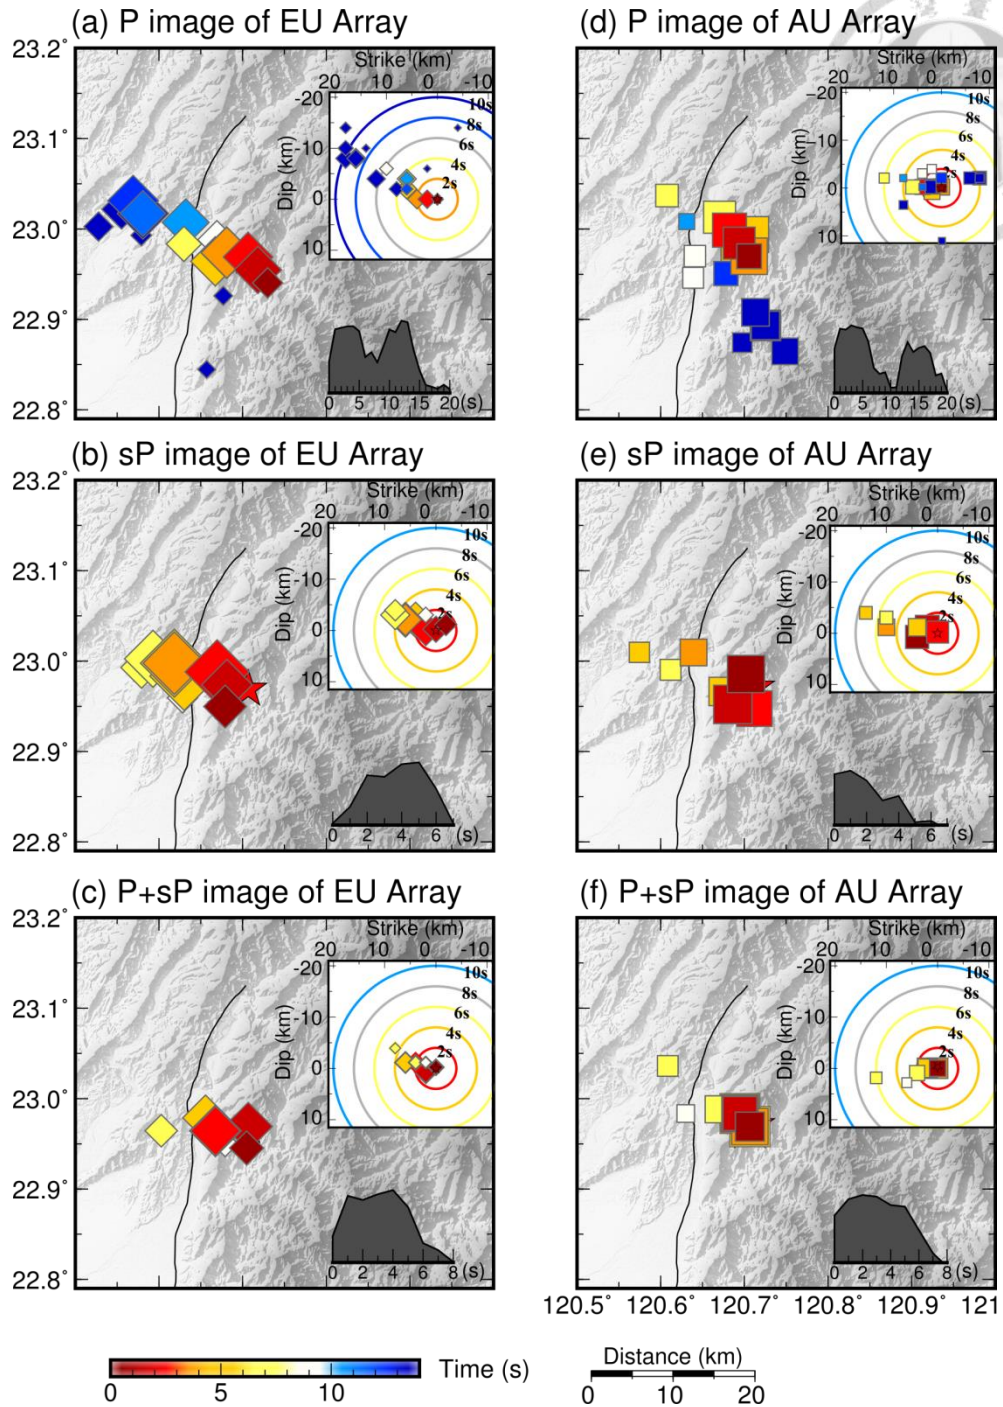 (a) P image of EU Array
(d) P image of AU Array
23.2°
23.1°
23.0°
22.9°
22.8°
Strike (km)
20 10 0 -10
Dip (km)
-20
-10
0
10
10s
8s
6s
4s
2s
0 5 10 15 20 (s)
Strike (km)
20 10 0 -10
Dip (km)
-20
-10
0
10
10s
8s
6s
4s
2s
0 5 10 15 20 (s)
(b) sP image of EU Array
(e) sP image of AU Array
23.2°
23.1°
23.0°
22.9°
22.8°
Strike (km)
20 10 0 -10
Dip (km)
-20
-10
0
10
10s
8s
6s
4s
2s
0 2 4 6 (s)
Strike (km)
20 10 0 -10
Dip (km)
-20
-10
0
10
10s
8s
6s
4s
2s
0 2 4 6 (s)
(c) P+sP image of EU Array
(f) P+sP image of AU Array
23.2°
23.1°
23.0°
22.9°
22.8°
Strike (km)
20 10 0 -10
Dip (km)
-20
-10
0
10
10s
8s
6s
4s
2s
0 2 4 6 8 (s)
Strike (km)
20 10 0 -10
Dip (km)
-20
-10
0
10
10s
8s
6s
4s
2s
0 2 4 6 8 (s)
120.5° 120.6° 120.7° 120.8° 120.9° 121
Time (s)
0 5 10
Distance (km)
0 10 20